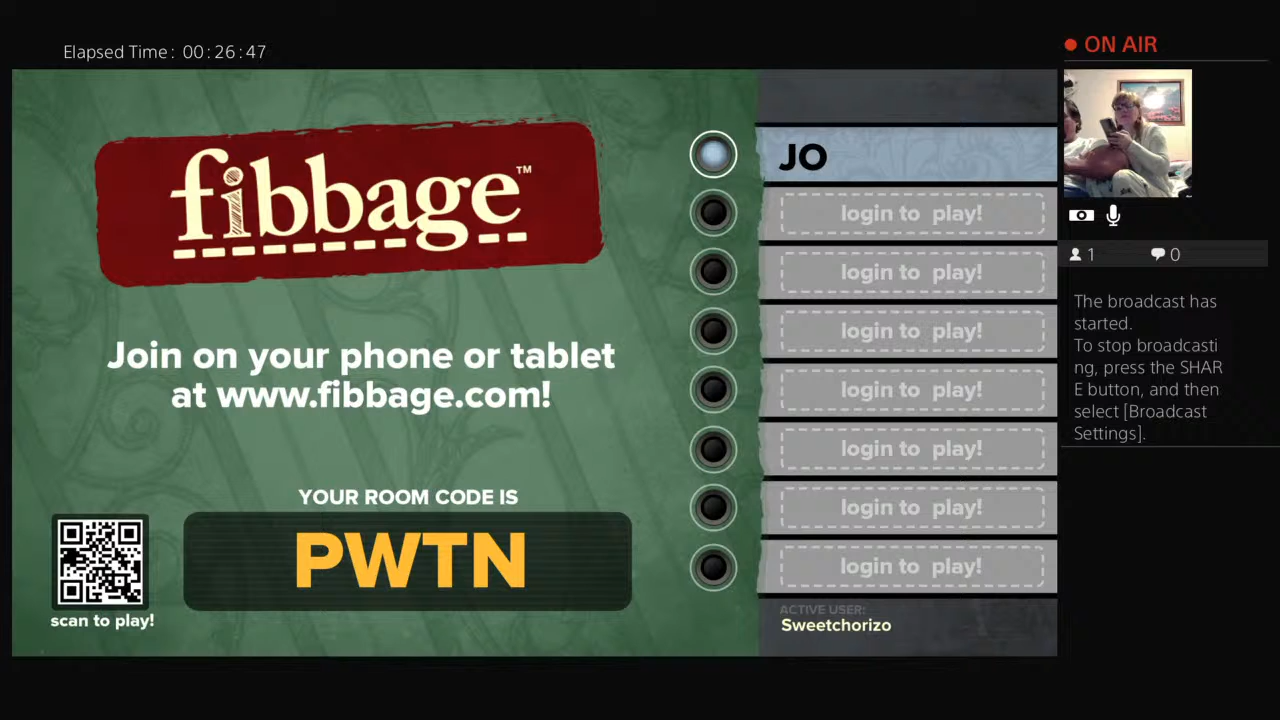 Elapsed Time: 00:26:47
ON AIR
fibbage™
JO
login to play!
login to play!
login to play!
login to play!
login to play!
login to play!
login to play!
1
0
The broadcast has
started.
To stop broadcasti
ng, press the SHAR
E button, and then
select [Broadcast
Settings].
Join on your phone or tablet
at www.fibbage.com!
YOUR ROOM CODE IS
PWTN
scan to play!
ACTIVE USER:
Sweetchorizo